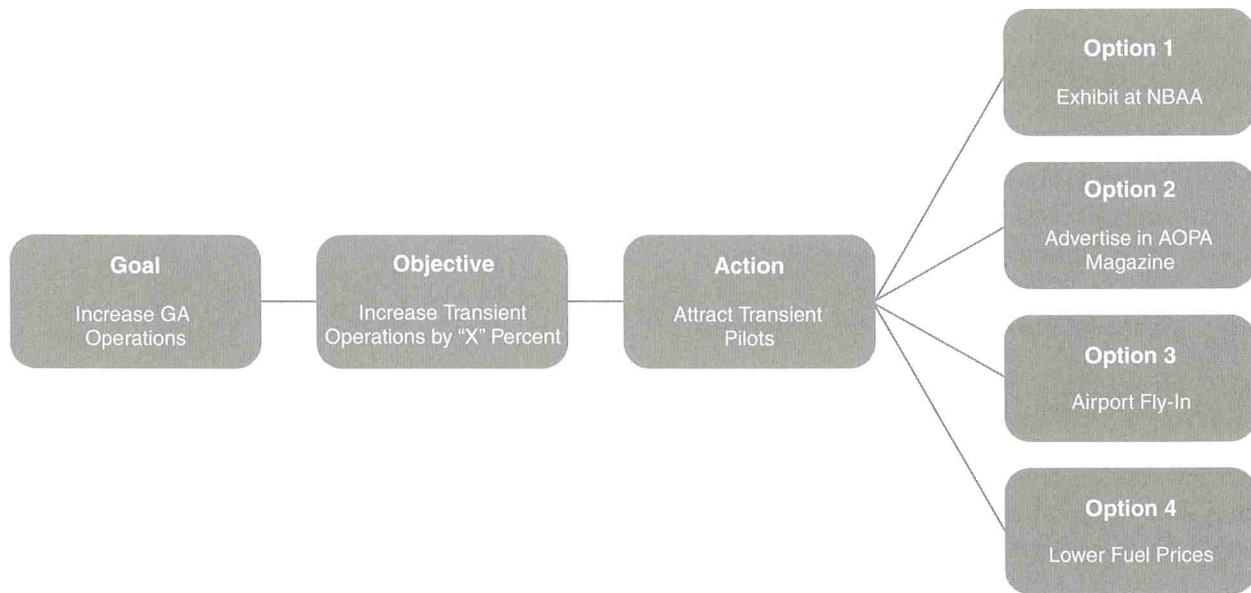 Goal
Increase GA
Operations
Objective
Increase Transient
Operations by “X” Percent
Action
Attract Transient
Pilots
Option 1
Exhibit at NBAA
Option 2
Advertise in AOPA
Magazine
Option 3
Airport Fly-In
Option 4
Lower Fuel Prices